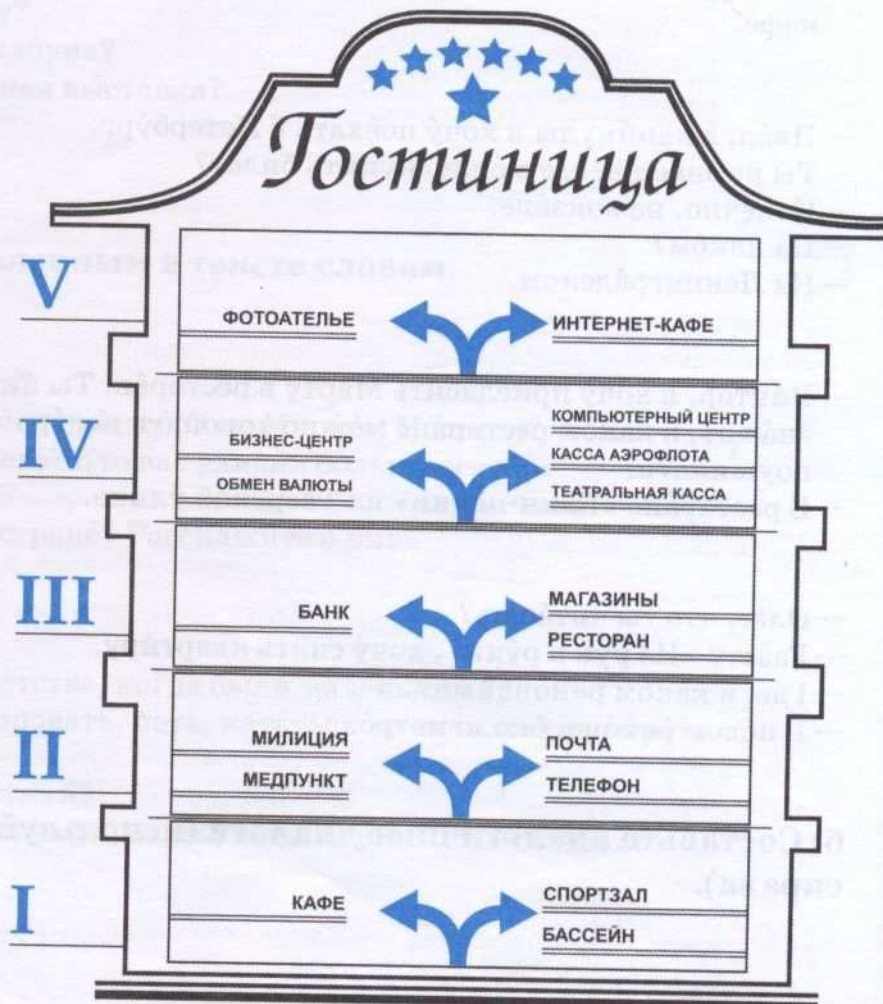 Гостиница
V
ФОТОАТЕЛЬЕ
ИНТЕРНЕТ-КАФЕ
IV
БИЗНЕС-ЦЕНТР
ОБМЕН ВАЛЮТЫ
КОМПЬЮТЕРНЫЙ ЦЕНТР
КАССА АЭРОФЛОТА
ТЕАТРАЛЬНАЯ КАССА
III
БАНК
МАГАЗИНЫ
РЕСТОРАН
II
МИЛИЦИЯ
МЕДПУНКТ
ПОЧТА
ТЕЛЕФОН
I
КАФЕ
СПОРТЗАЛ
БАССЕЙН